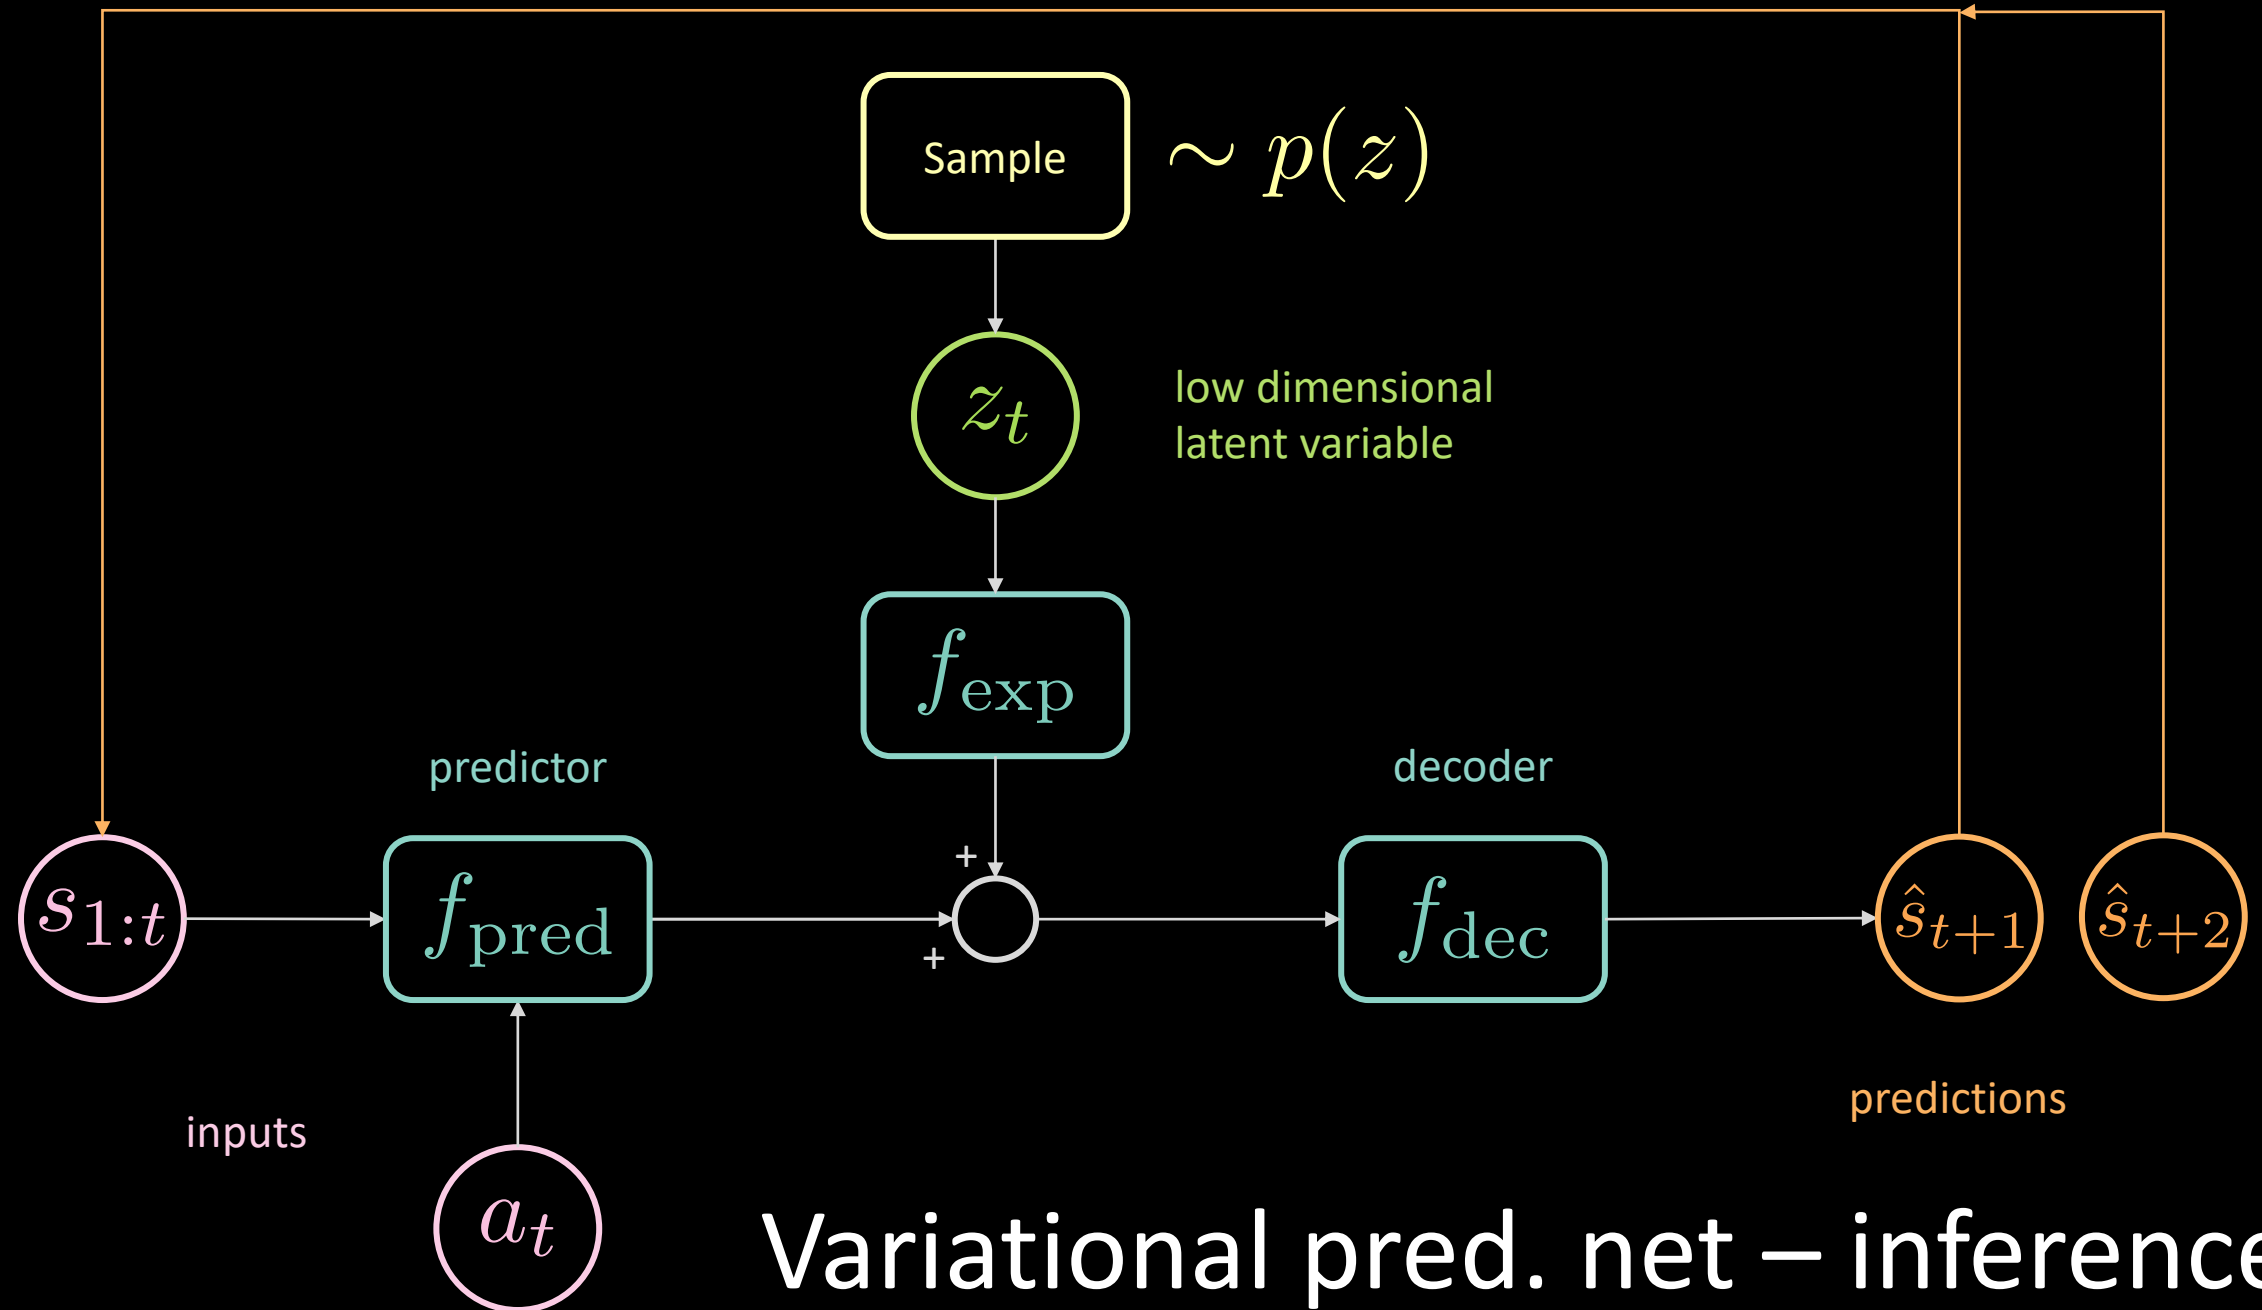 Sample
∼ p(z)
z_t
low dimensional
latent variable
f_exp
predictor
decoder
+
s_{1:t}
f_pred
+
f_dec
ŝ_{t+1}
ŝ_{t+2}
inputs
predictions
a_t
Variational pred. net – inference